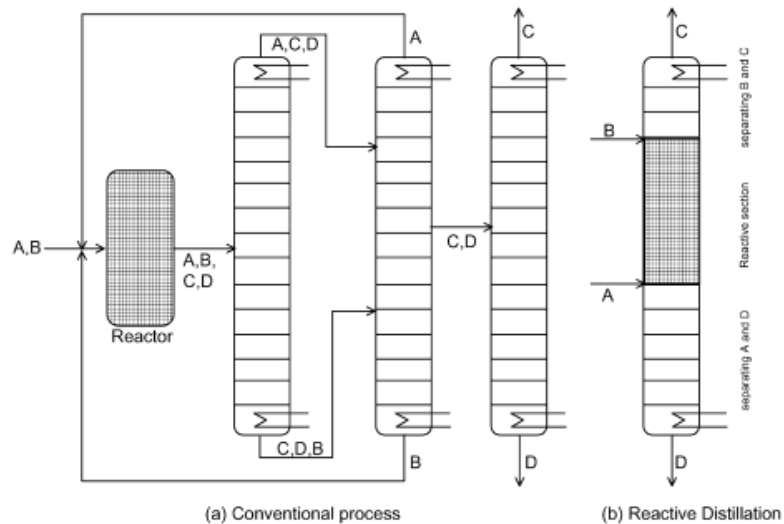 A,C,D
A
C
C
separating B and C
B
A,B
A,B,
C,D
C,D
Reactive section
A
Reactor
separating A and D
C,D,B
B
D
D
(a) Conventional process
(b) Reactive Distillation